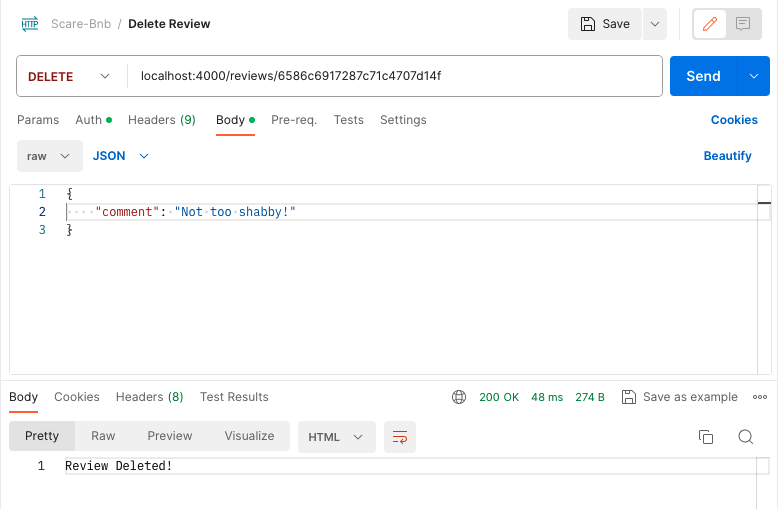 HTTP Scare-Bnb / Delete Review Save
DELETE localhost:4000/reviews/6586c6917287c71c4707d14f Send
Params Auth Headers (9) Body Pre-req. Tests Settings Cookies
raw JSON Beautify
1 {
2 "comment": "Not too shabby!"
3 }
Body Cookies Headers (8) Test Results 200 OK 48 ms 274 B Save as example
Pretty Raw Preview Visualize HTML
1 Review Deleted!